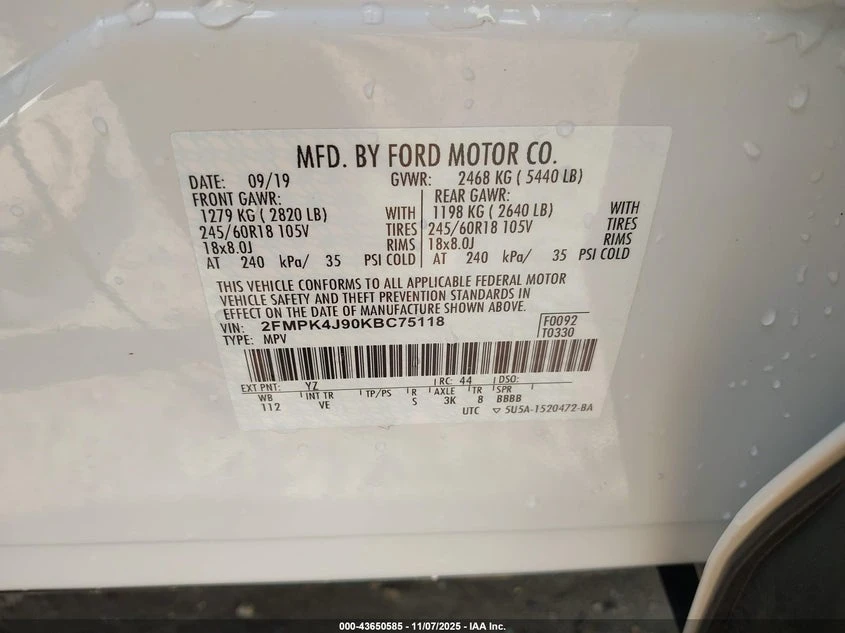 MFD. BY FORD MOTOR CO.
DATE: 09/19 GVWR: 2468 KG ( 5440 LB)
FRONT GAWR: REAR GAWR:
1279 KG ( 2820 LB) WITH 1198 KG ( 2640 LB) WITH
245/60R18 105V TIRES 245/60R18 105V TIRES
18x8.0J RIMS 18x8.0J RIMS
AT 240 kPa/ 35 PSI COLD AT 240 kPa/ 35 PSI COLD
THIS VEHICLE CONFORMS TO ALL APPLICABLE FEDERAL MOTOR
VEHICLE SAFETY AND THEFT PREVENTION STANDARDS IN
EFFECT ON THE DATE OF MANUFACTURE SHOWN ABOVE.
VIN: 2FMPK4J90KBC75118 F0092
TYPE: MPV T0330
EXT PNT: YZ RC: 44 DSO:
WB INT TR TP/PS R AXLE TR SPR
112 VE S 3K 8 BBBB
UTC ▽ 5U5A-1520472-BA
000-43650585 - 11/07/2025 - IAA Inc.